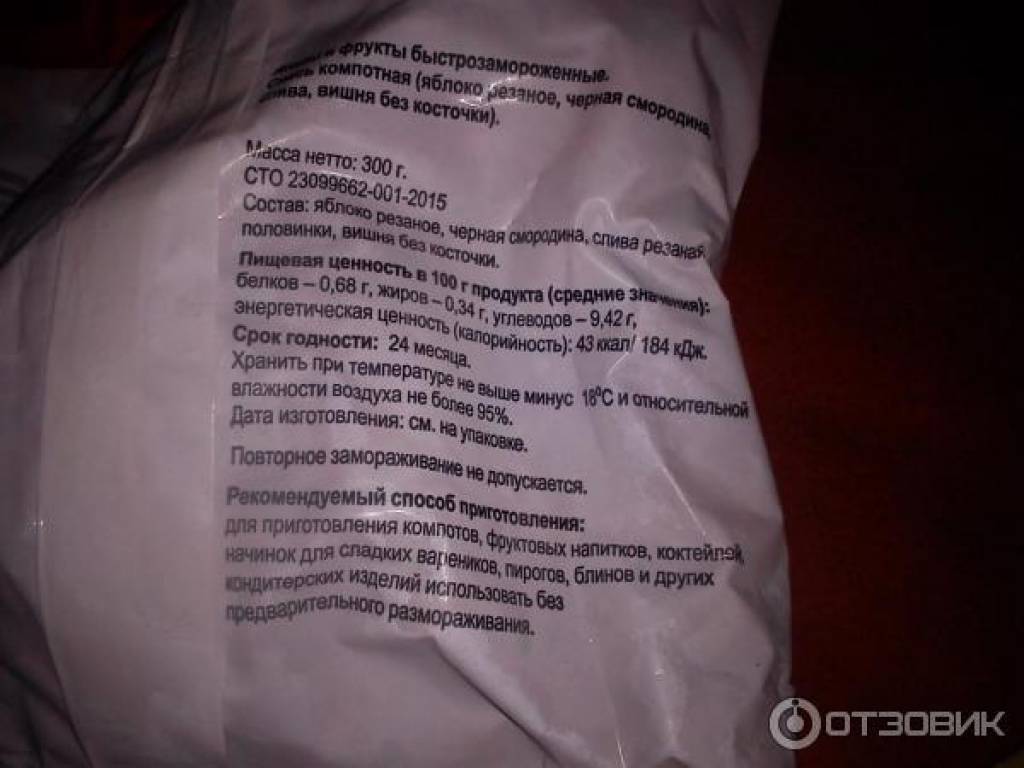 фрукты быстрозамороженные.
компотная (яблоко резаное, черная смородина,
вишня без косточки).
Масса нетто: 300 г.
СТО 23099662-001-2015
Состав: яблоко резаное, черная смородина, слива резаная
половинки, вишня без косточки.
Пищевая ценность в 100 г продукта (средние значения):
белков – 0,68 г, жиров – 0,34 г, углеводов – 9,42 г,
энергетическая ценность (калорийность): 43 ккал/ 184 кДж.
Срок годности: 24 месяца.
Хранить при температуре не выше минус 18⁰С и относительной
влажности воздуха не более 95%.
Дата изготовления: см. на упаковке.
Повторное замораживание не допускается.
Рекомендуемый способ приготовления:
для приготовления компотов, фруктовых напитков, коктейлей,
начинок для сладких вареников, пирогов, блинов и других
кондитерских изделий использовать без
предварительного размораживания.
ОТЗОВИК